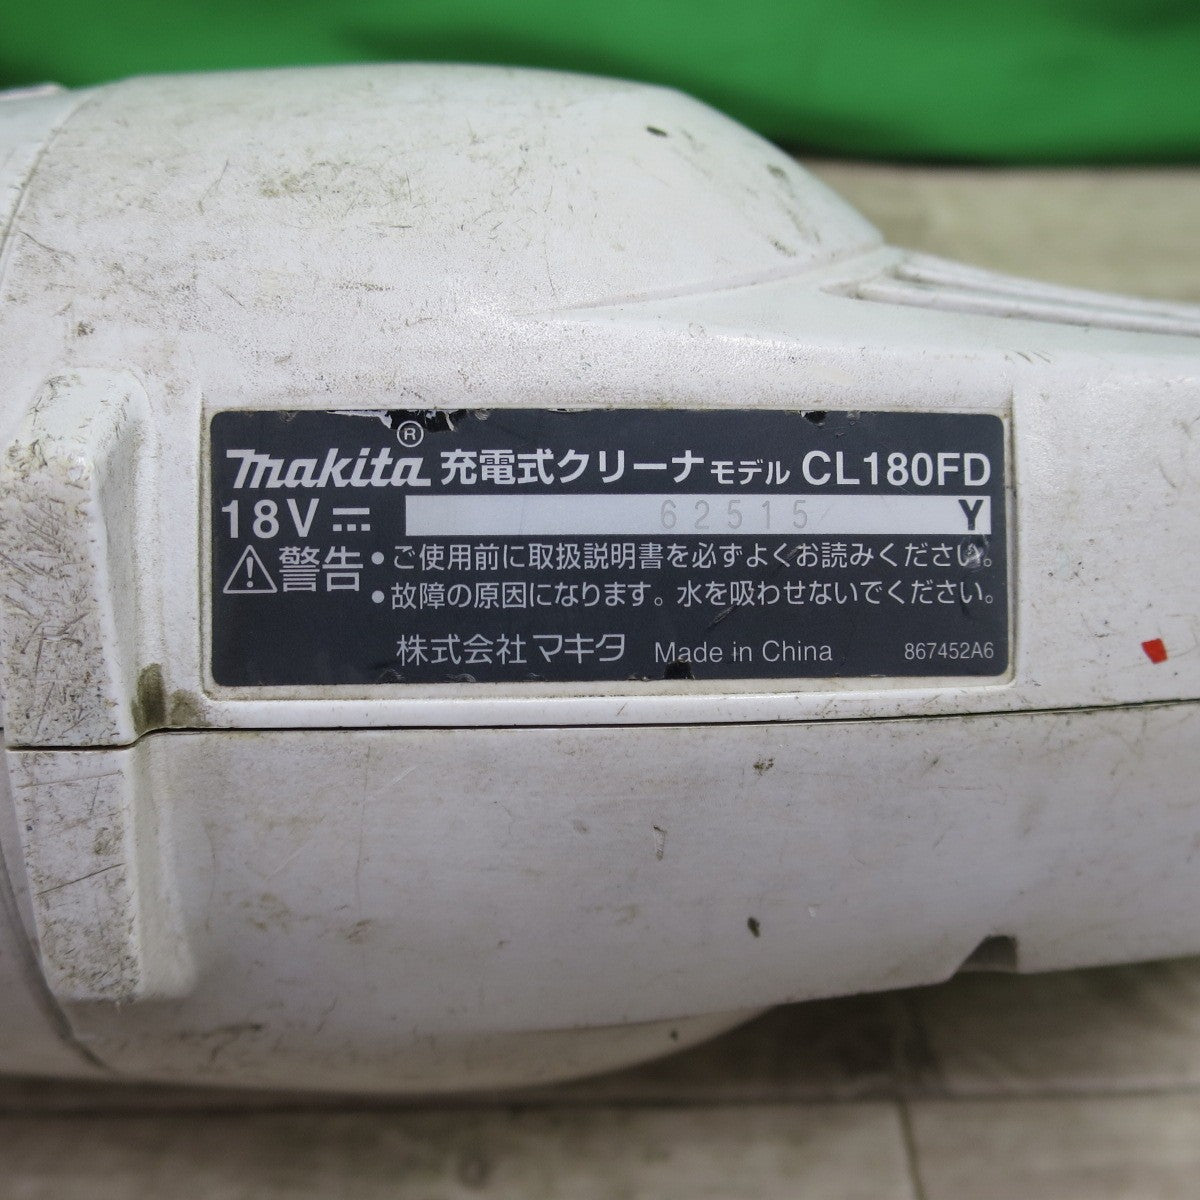 makita® 充電式クリーナ モデル CL180FD
18V 62515 Y
警告 •ご使用前に取扱説明書を必ずよくお読みください。
•故障の原因になります。水を吸わせないでください。
株式会社マキタ Made in China 867452A6